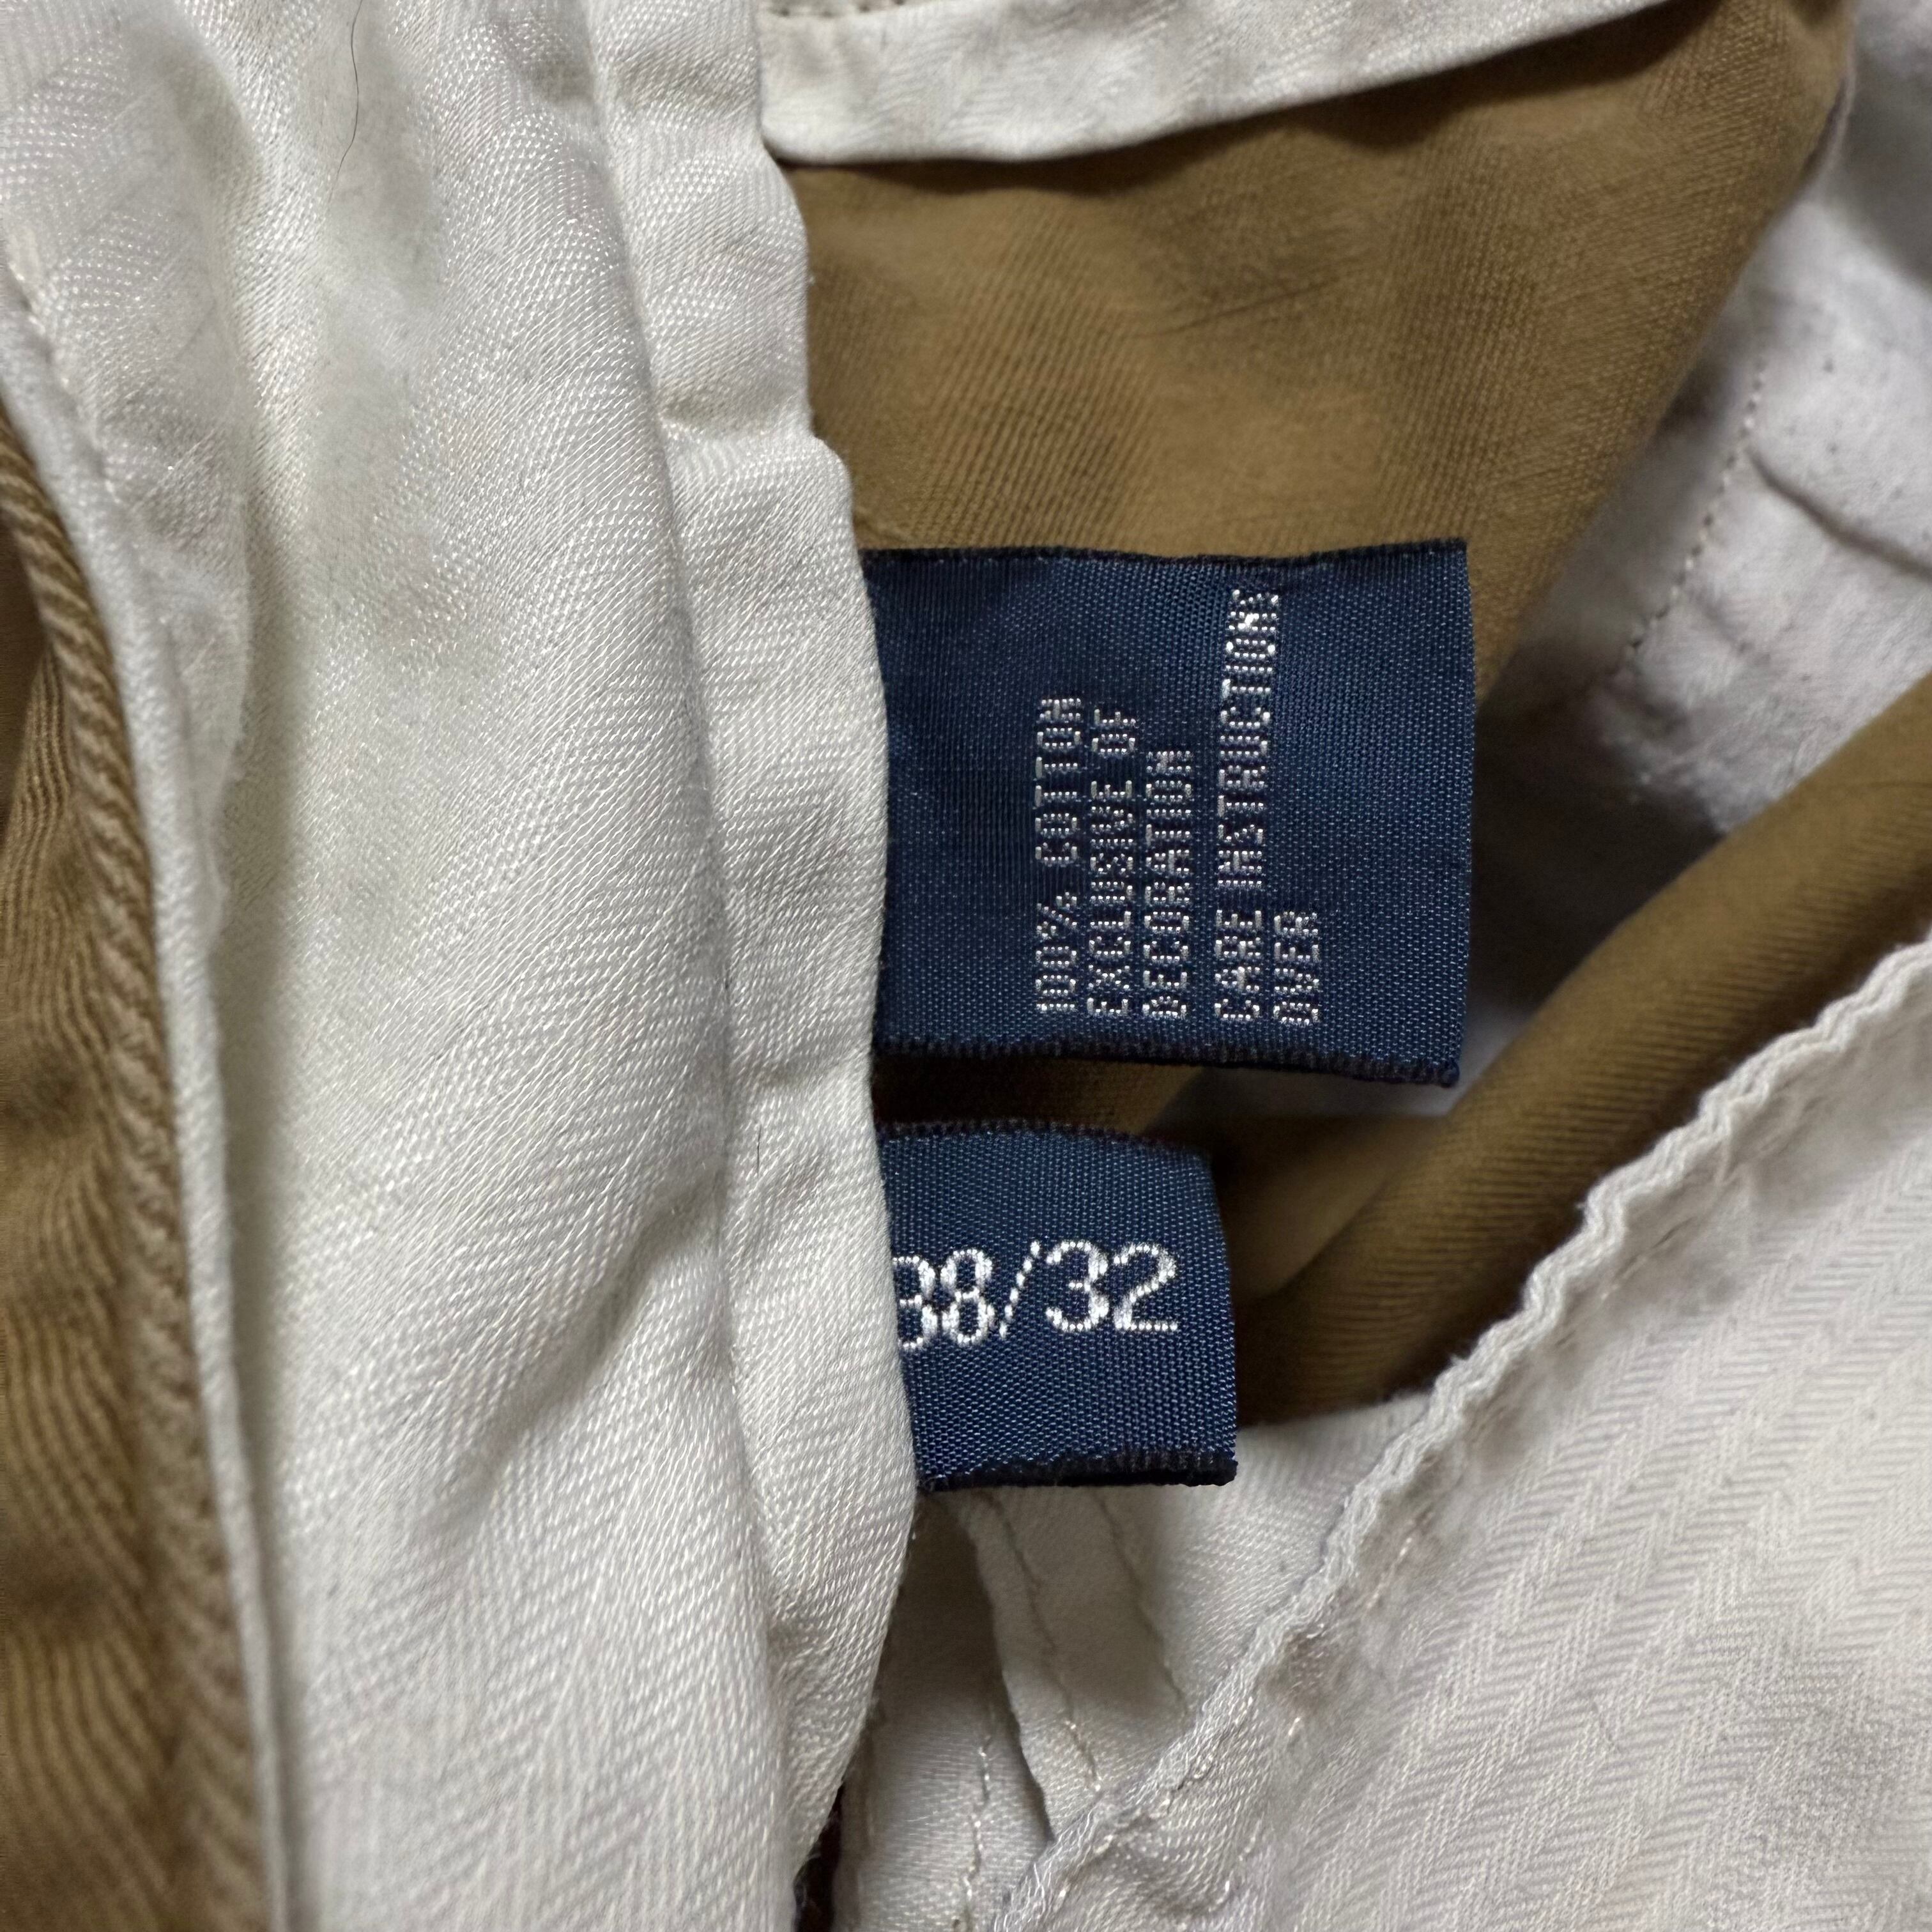 100% COTTON
EXCLUSIVE OF
DECORATION
CARE INSTRUCTIONS
OVER
38/32